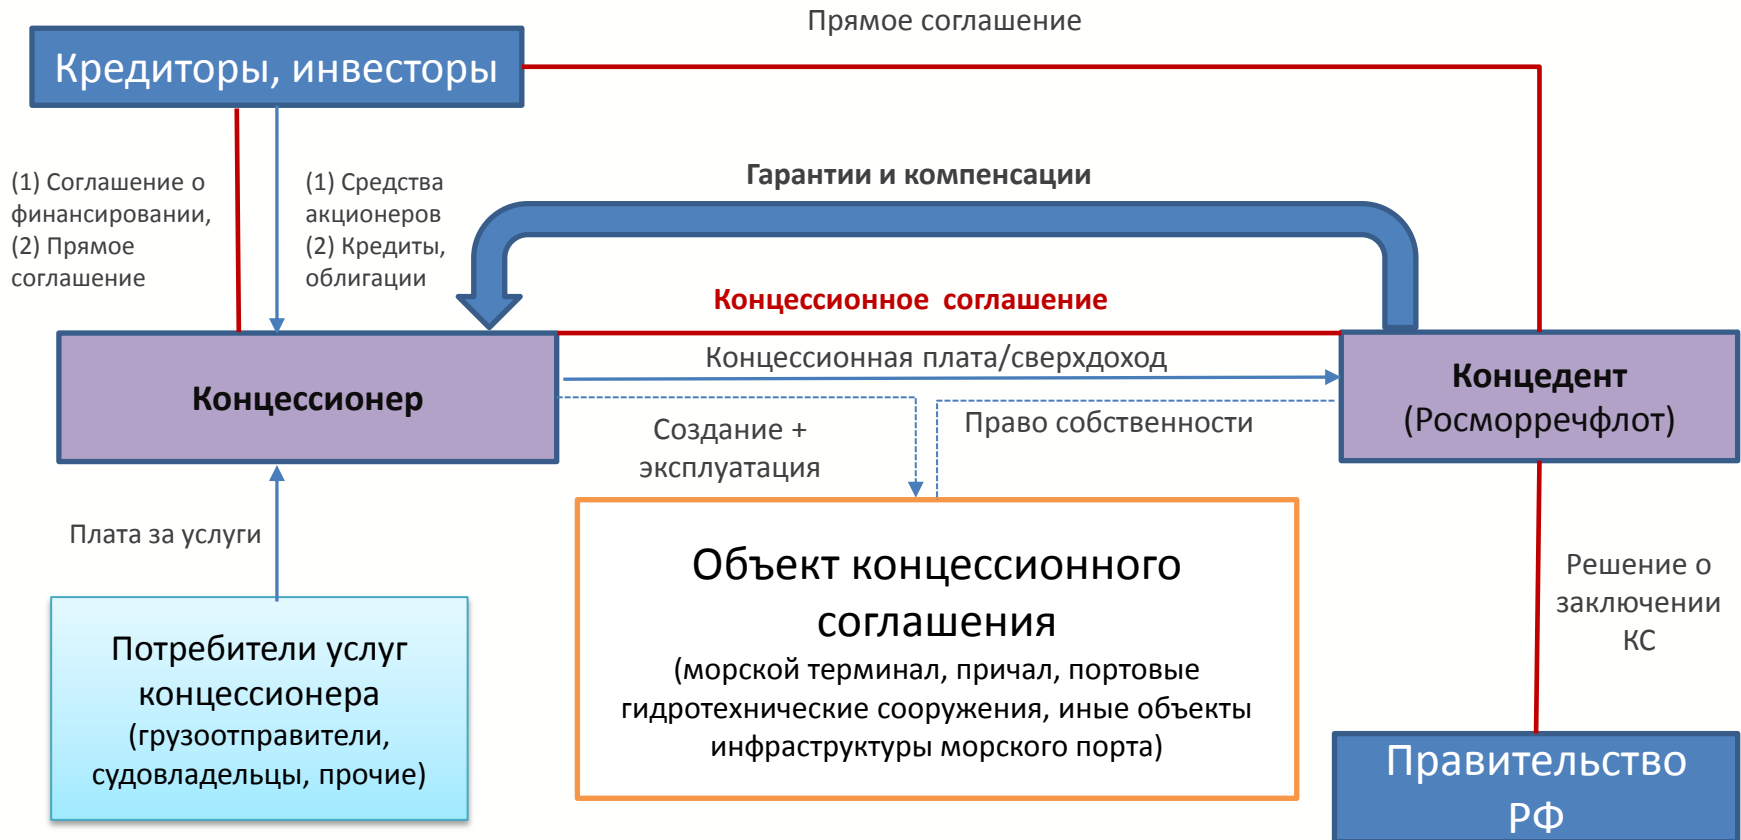 Прямое соглашение
Кредиторы, инвесторы
(1) Соглашение о
финансировании,
(2) Прямое
соглашение
(1) Средства
акционеров
(2) Кредиты,
облигации
Гарантии и компенсации
Концессионное соглашение
Концессионная плата/сверхдоход
Концессионер
Концедент
(Росморречфлот)
Создание +
эксплуатация
Право собственности
Плата за услуги
Объект концессионного
соглашения
(морской терминал, причал, портовые
гидротехнические сооружения, иные объекты
инфраструктуры морского порта)
Решение о
заключении
КС
Потребители услуг
концессионера
(грузоотправители,
судовладельцы, прочие)
Правительство
РФ